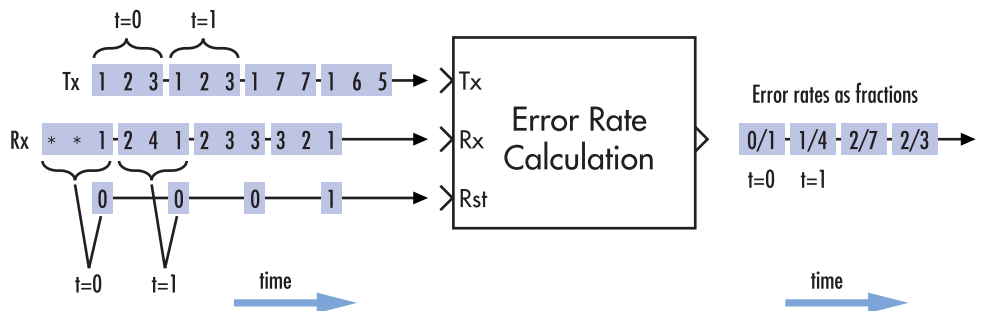 t=0 t=1
Tx 1 2 3 1 2 3 1 7 7 1 6 5
Rx * * 1 2 4 1 2 3 3 3 2 1
0 0 0 1
t=0 t=1
time
Tx
Rx
Rst
Error Rate
Calculation
Error rates as fractions
0/1 1/4 2/7 2/3
t=0 t=1
time